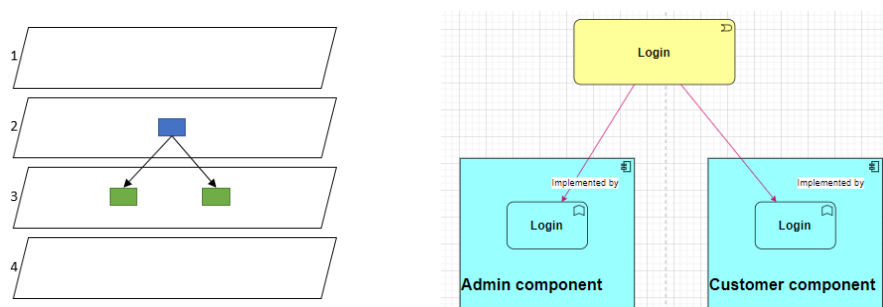 1
2
3
4
Login
Implemented by
Implemented by
Login
Login
Admin component
Customer component